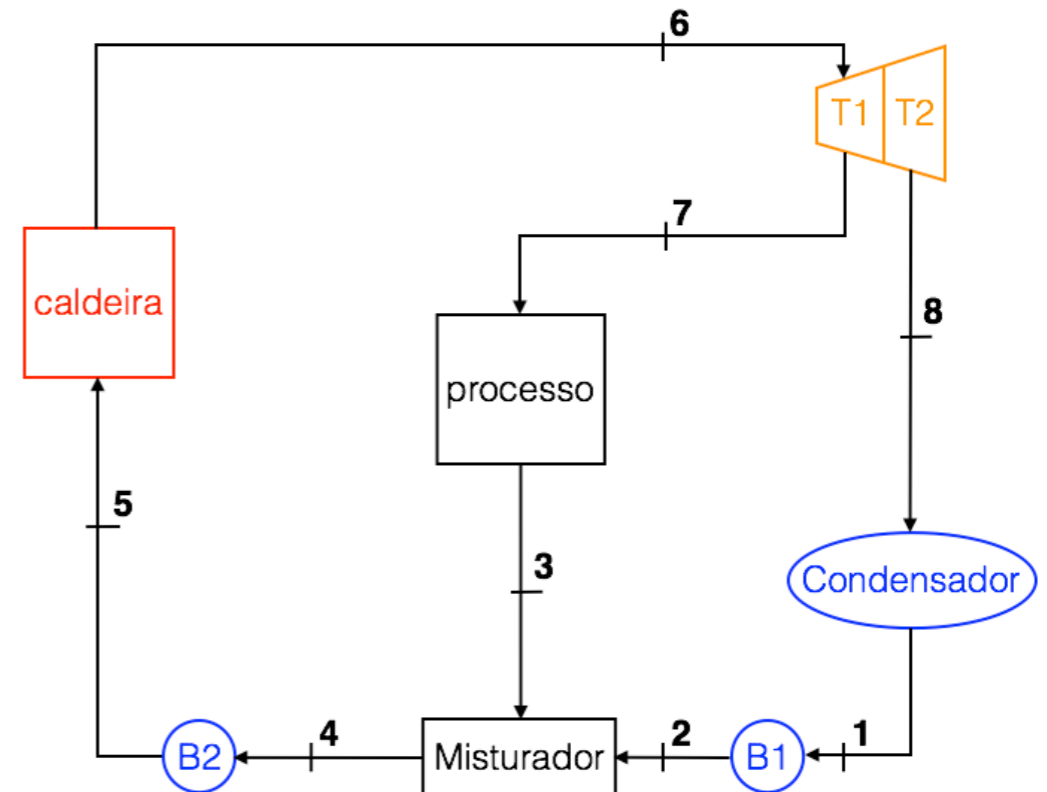 6
T1
T2
7
caldeira
8
processo
5
3
Condensador
4
2
1
B2
Misturador
B1